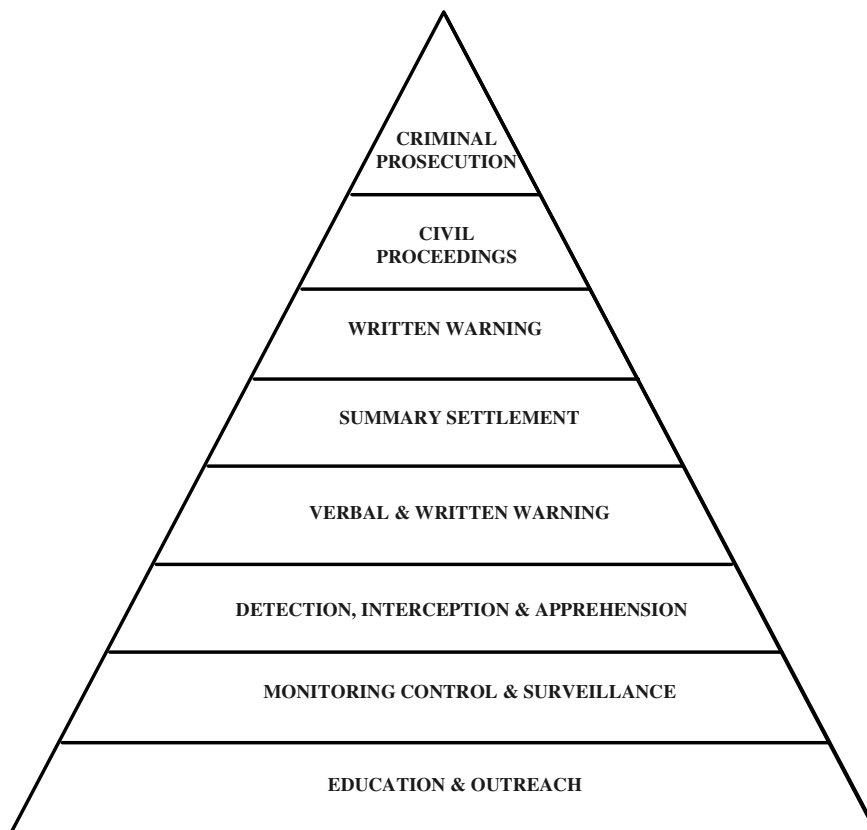 CRIMINAL
PROSECUTION
CIVIL
PROCEEDINGS
WRITTEN WARNING
SUMMARY SETTLEMENT
VERBAL & WRITTEN WARNING
DETECTION, INTERCEPTION & APPREHENSION
MONITORING CONTROL & SURVEILLANCE
EDUCATION & OUTREACH